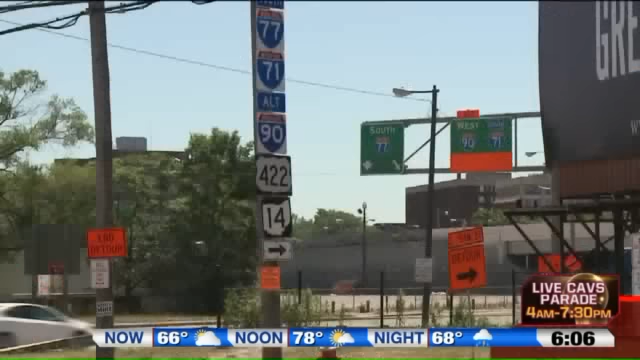 77
71
ALT
90
422
14
SOUTH
77
WEST
90
71
GRE
END
DETOUR
DETOUR
LIVE CAVS
PARADE
4AM-7:30PM
NOW 66° NOON 78° NIGHT 68° 6:06